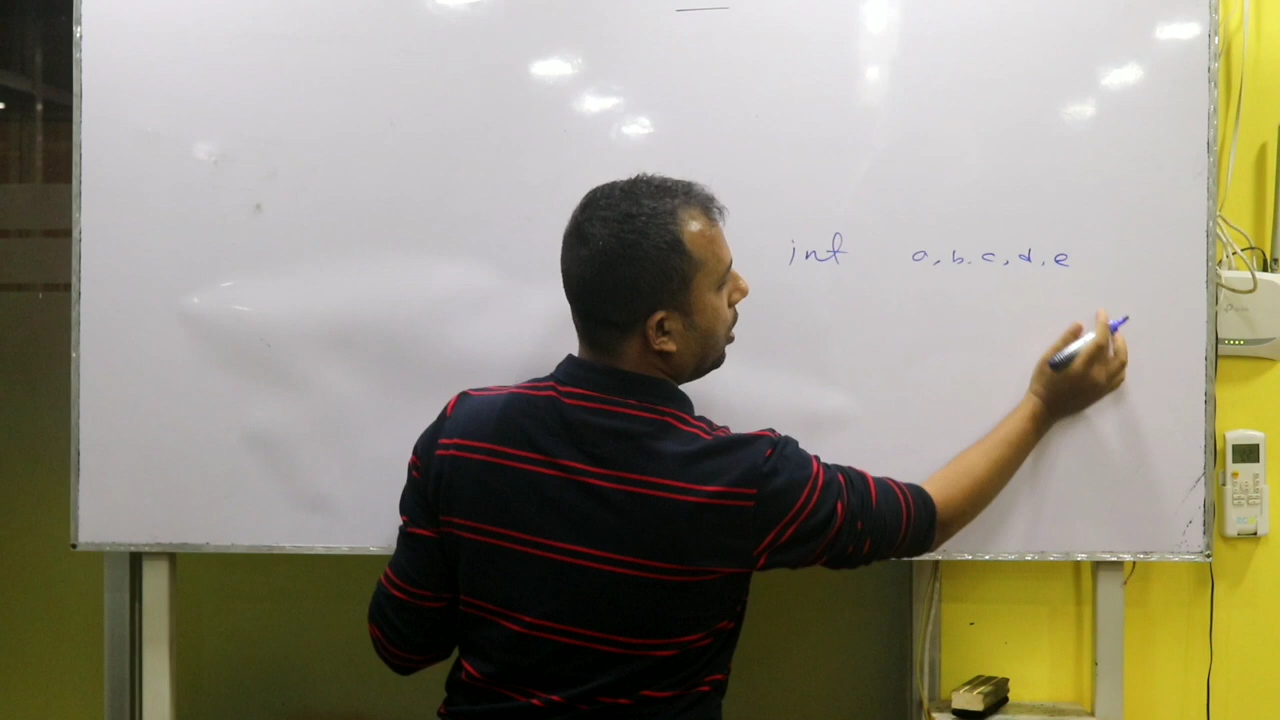 int a, b. c, d, e